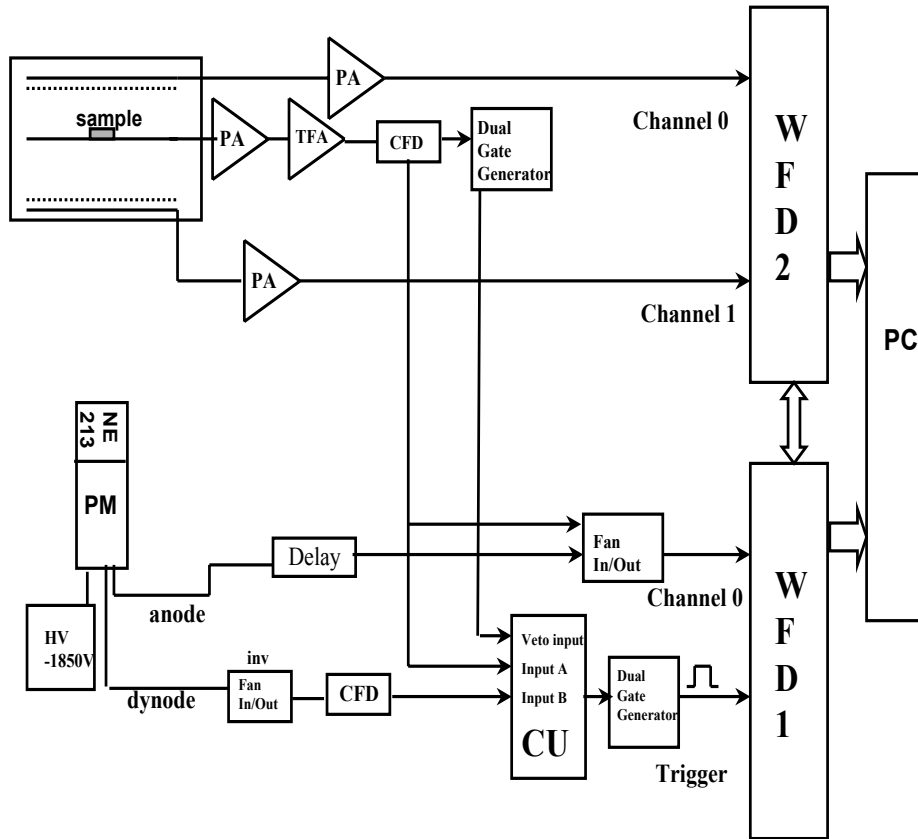 PA
sample
PA
TFA
CFD
Dual
Gate
Generator
Channel 0
W
F
D
2
PA
Channel 1
PC
NE
213
PM
Delay
Fan
In/Out
anode
Channel 0
HV
-1850V
inv
Fan
In/Out
dynode
CFD
Veto input
Input A
Input B
CU
Dual
Gate
Generator
Trigger
W
F
D
1